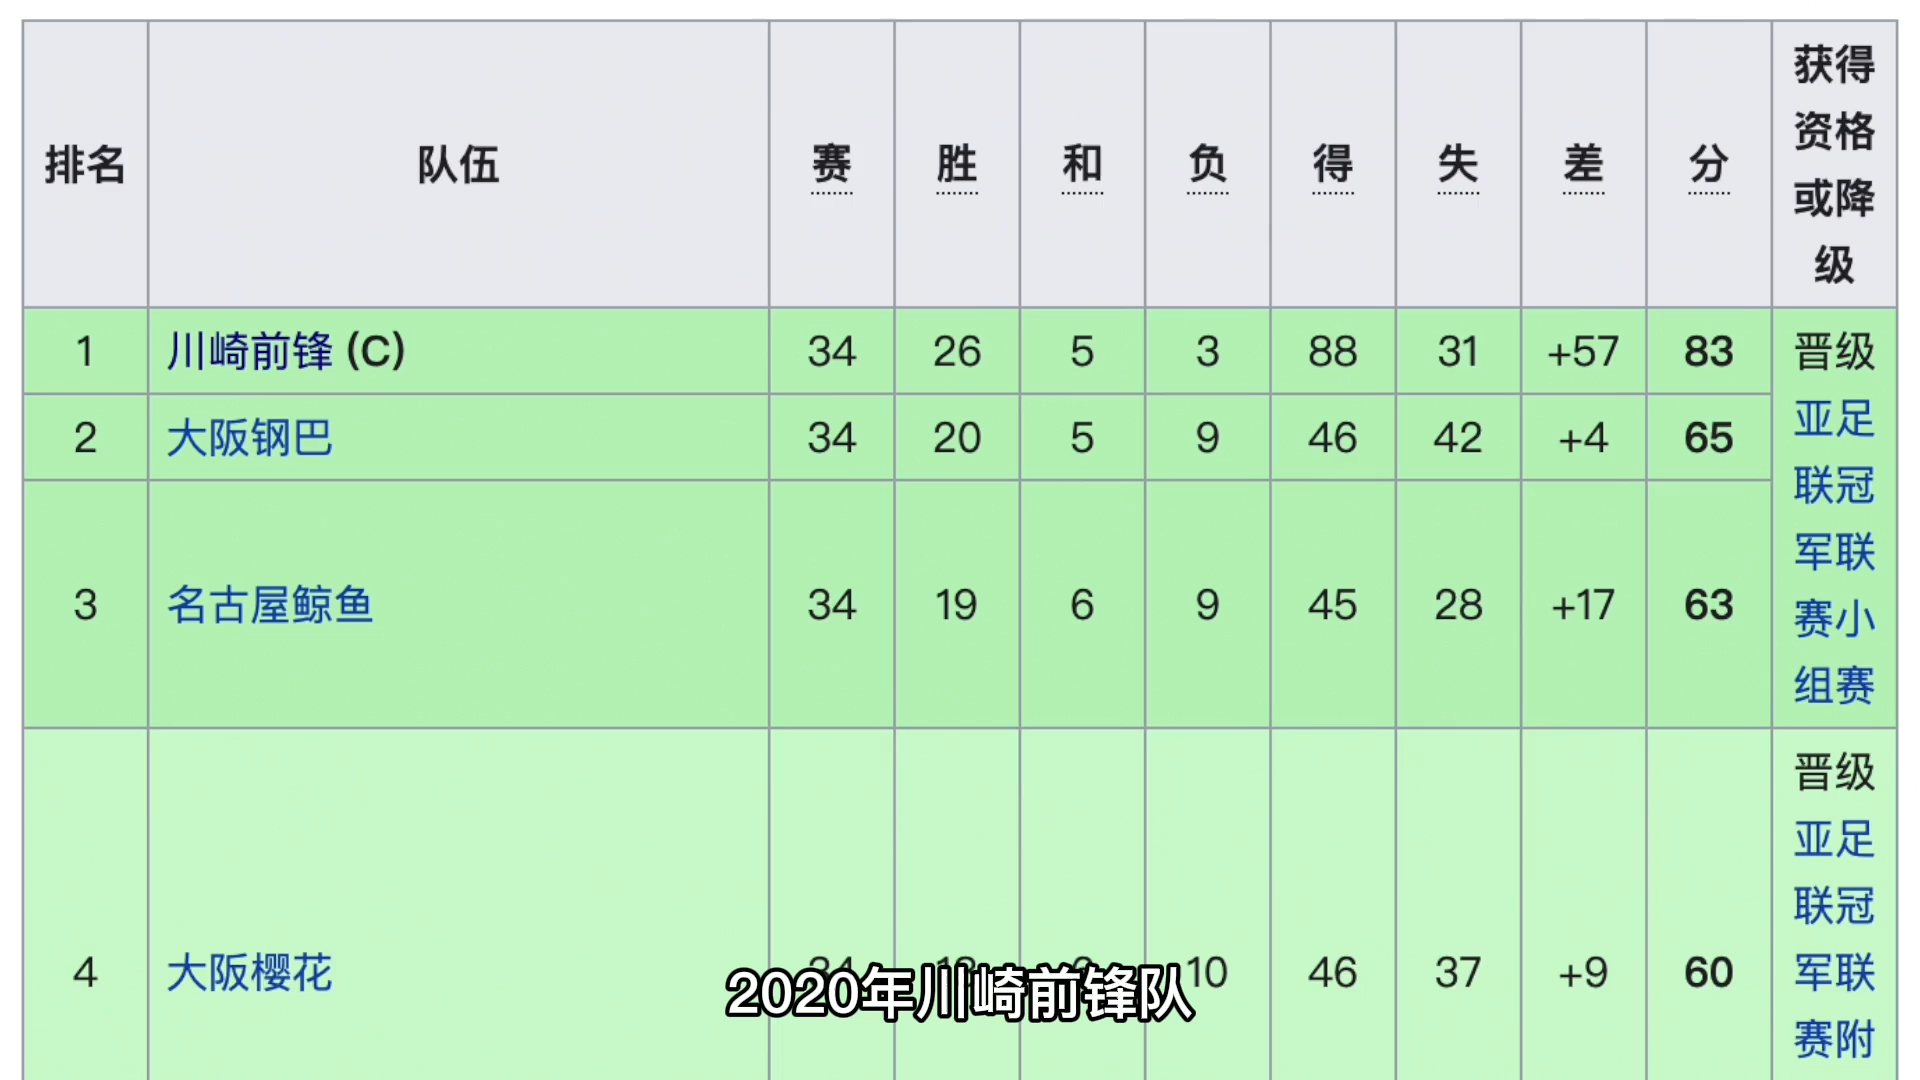 排名 队伍 赛 胜 和 负 得 失 差 分 获得
资格
或降
级
1 川崎前锋 (C) 34 26 5 3 88 31 +57 83 晋级
2 大阪钢巴 34 20 5 9 46 42 +4 65 亚足
联冠
军联
3 名古屋鲸鱼 34 19 6 9 45 28 +17 63 赛小
组赛
晋级
亚足
联冠
4 大阪樱花 10 46 37 +9 60 军联
赛附
2020年川崎前锋队